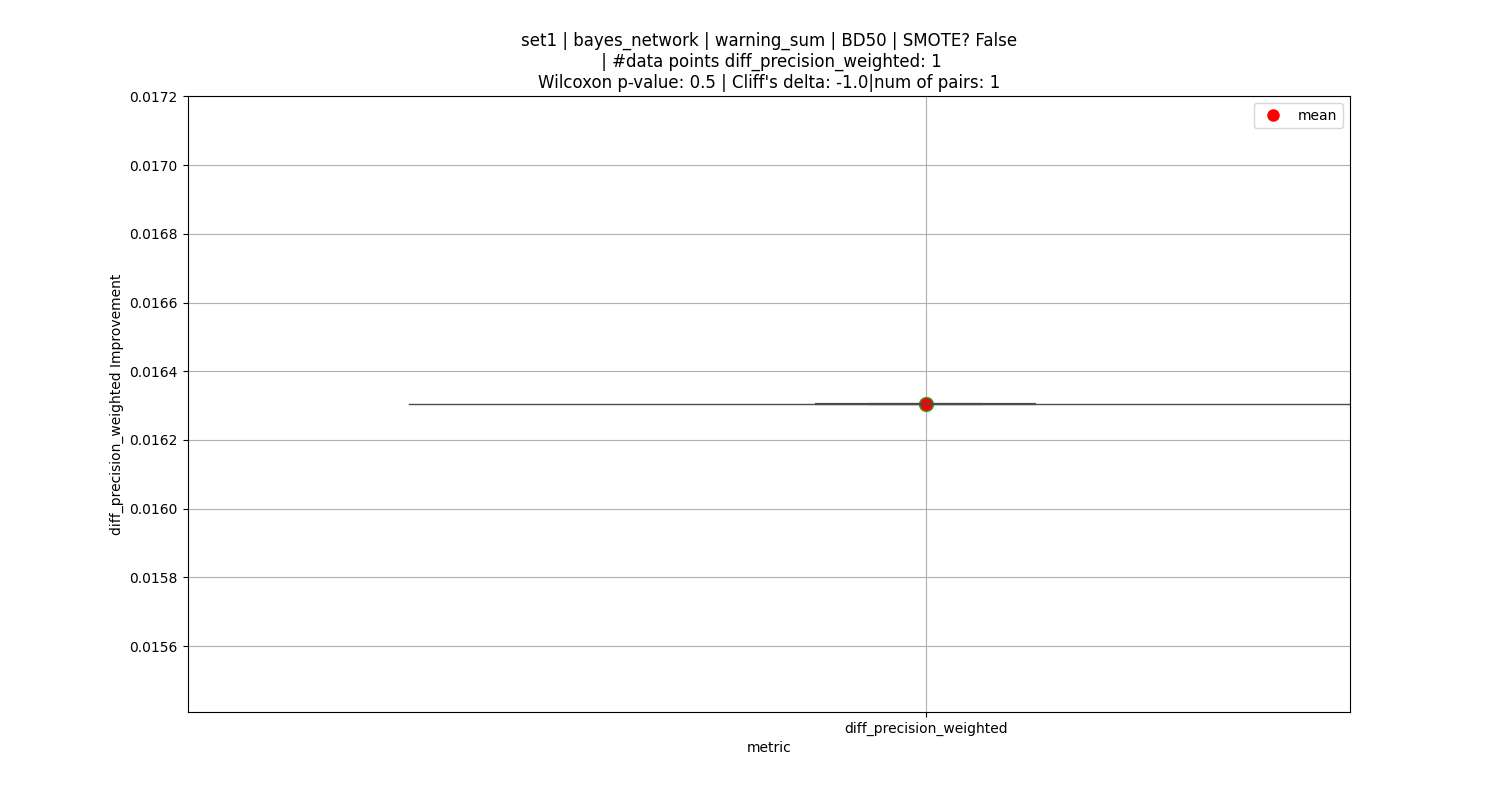 set1 | bayes_network | warning_sum | BD50 | SMOTE? False
| #data points diff_precision_weighted: 1
Wilcoxon p-value: 0.5 | Cliff's delta: -1.0|num of pairs: 1
mean
0.0172
0.0170
0.0168
0.0166
0.0164
0.0162
0.0160
0.0158
0.0156
diff_precision_weighted Improvement
diff_precision_weighted
metric